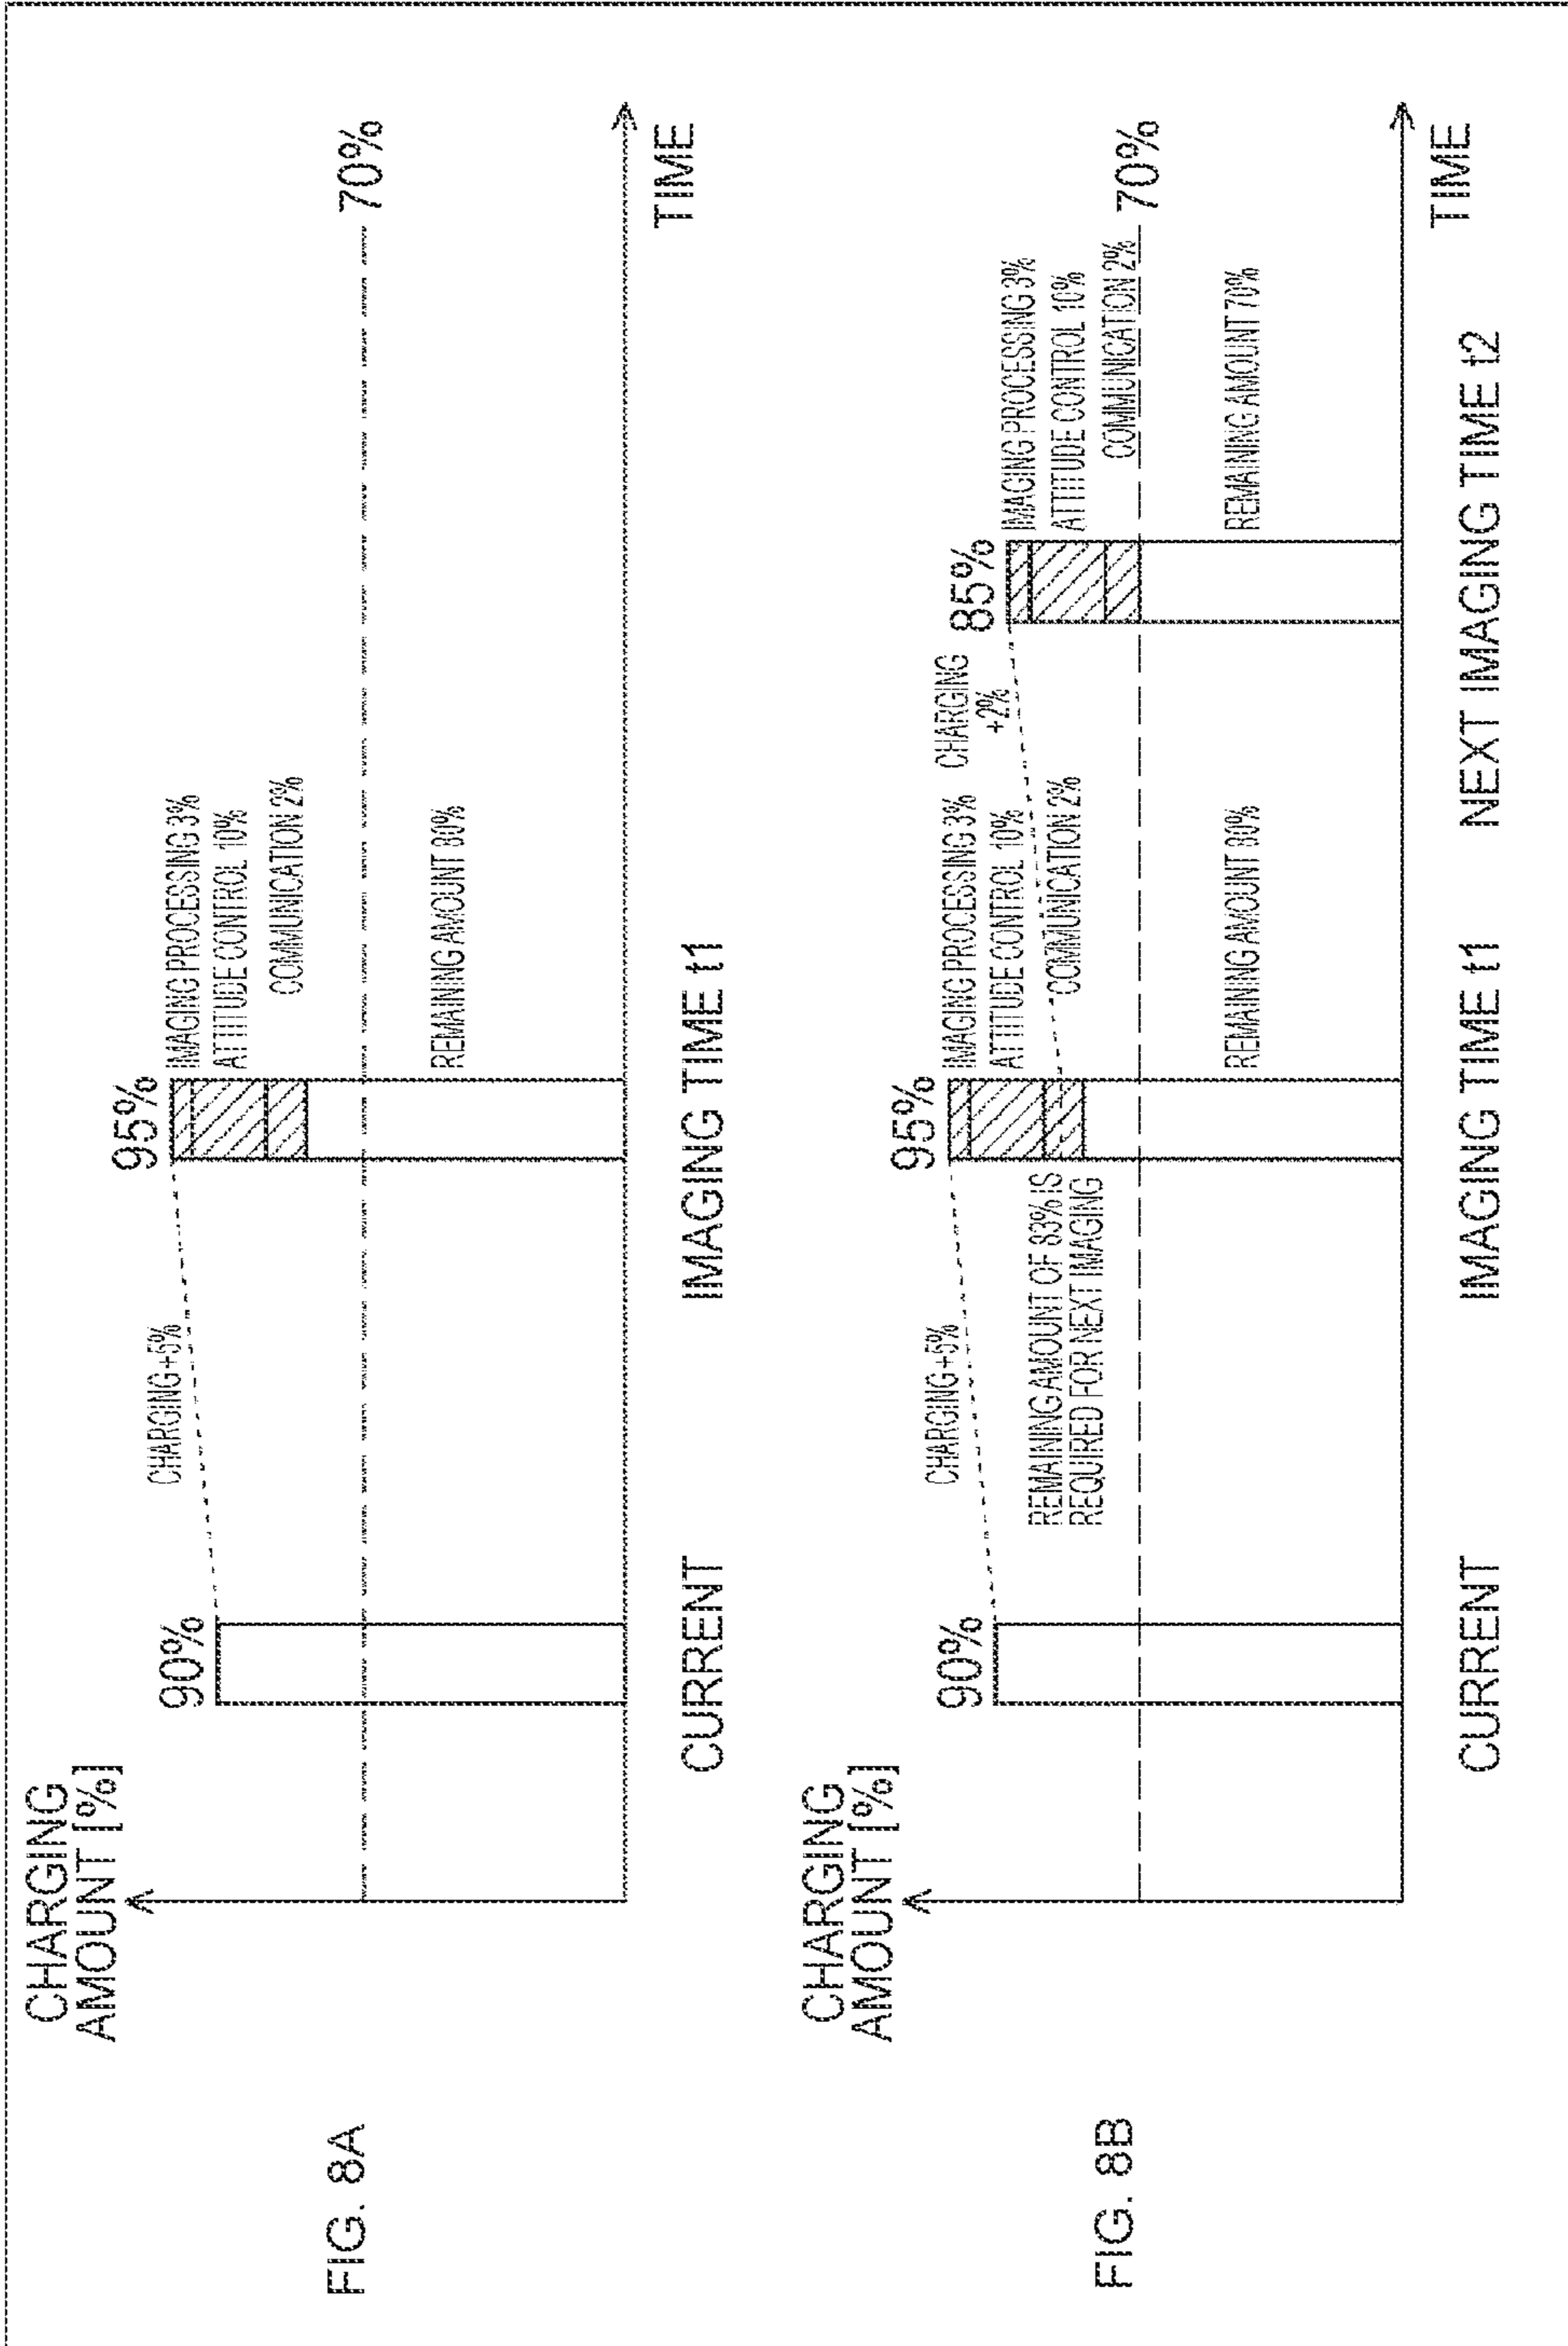 FIG. 8A
CHARGING
AMOUNT [%]
90%
CHARGING+5%
95%
IMAGING PROCESSING 3%
ATTITUDE CONTROL 10%
COMMUNICATION 2%
REMAINING AMOUNT 80%
70%
TIME
CURRENT
IMAGING TIME t1
FIG. 8B
CHARGING
AMOUNT [%]
90%
CHARGING+5%
REMAINING AMOUNT OF 83% IS
REQUIRED FOR NEXT IMAGING
95%
IMAGING PROCESSING 3%
ATTITUDE CONTROL 10%
COMMUNICATION 2%
REMAINING AMOUNT 80%
CHARGING
+2%
85%
IMAGING PROCESSING 3%
ATTITUDE CONTROL 10%
COMMUNICATION 2%
REMAINING AMOUNT 70%
70%
TIME
CURRENT
IMAGING TIME t1
NEXT IMAGING TIME t2